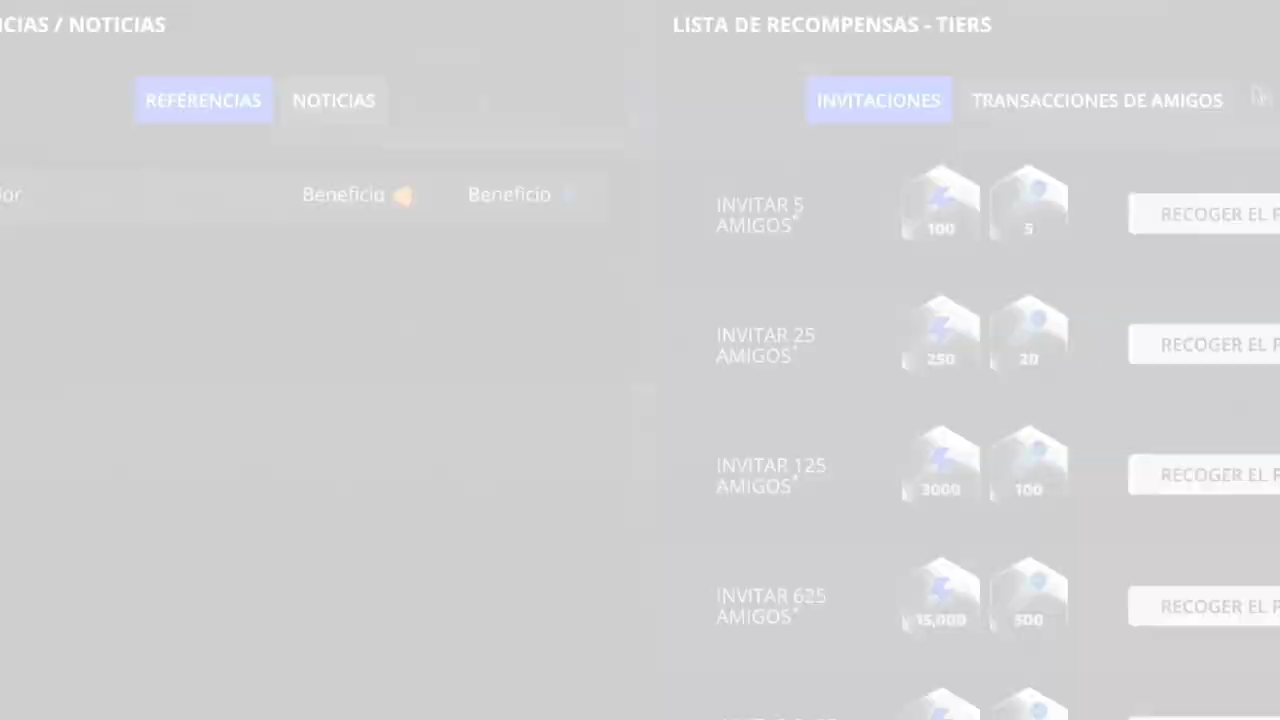 CIAS / NOTICIAS
REFERENCIAS
NOTICIAS
Beneficio
Beneficio
LISTA DE RECOMPENSAS - TIERS
INVITACIONES
TRANSACCIONES DE AMIGOS
INVITAR 5
AMIGOS*
100
5
RECOGER EL
INVITAR 25
AMIGOS*
250
20
RECOGER EL
INVITAR 125
AMIGOS*
3000
100
RECOGER EL
INVITAR 625
AMIGOS*
15,000
500
RECOGER EL